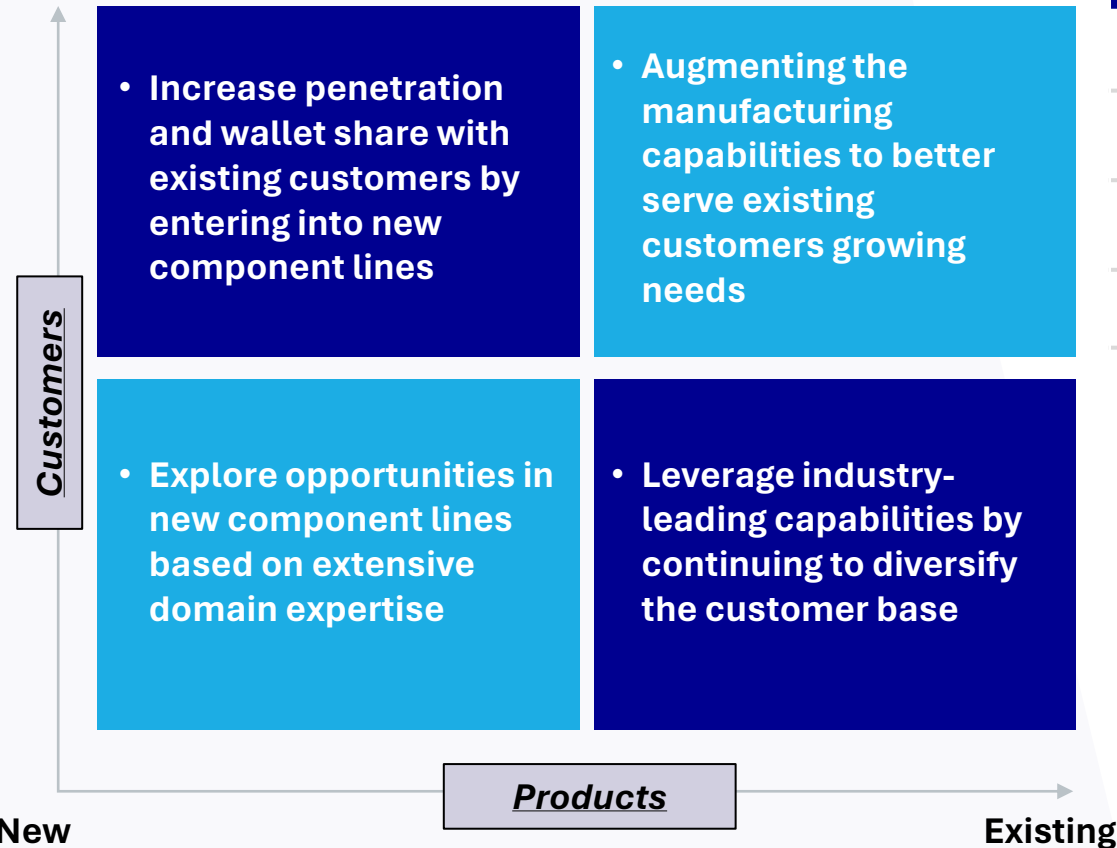 • Increase penetration
and wallet share with
existing customers by
entering into new
component lines
• Augmenting the
manufacturing
capabilities to better
serve existing
customers growing
needs
Customers
• Explore opportunities in
new component lines
based on extensive
domain expertise
• Leverage industry-
leading capabilities by
continuing to diversify
the customer base
Products
New
Existing